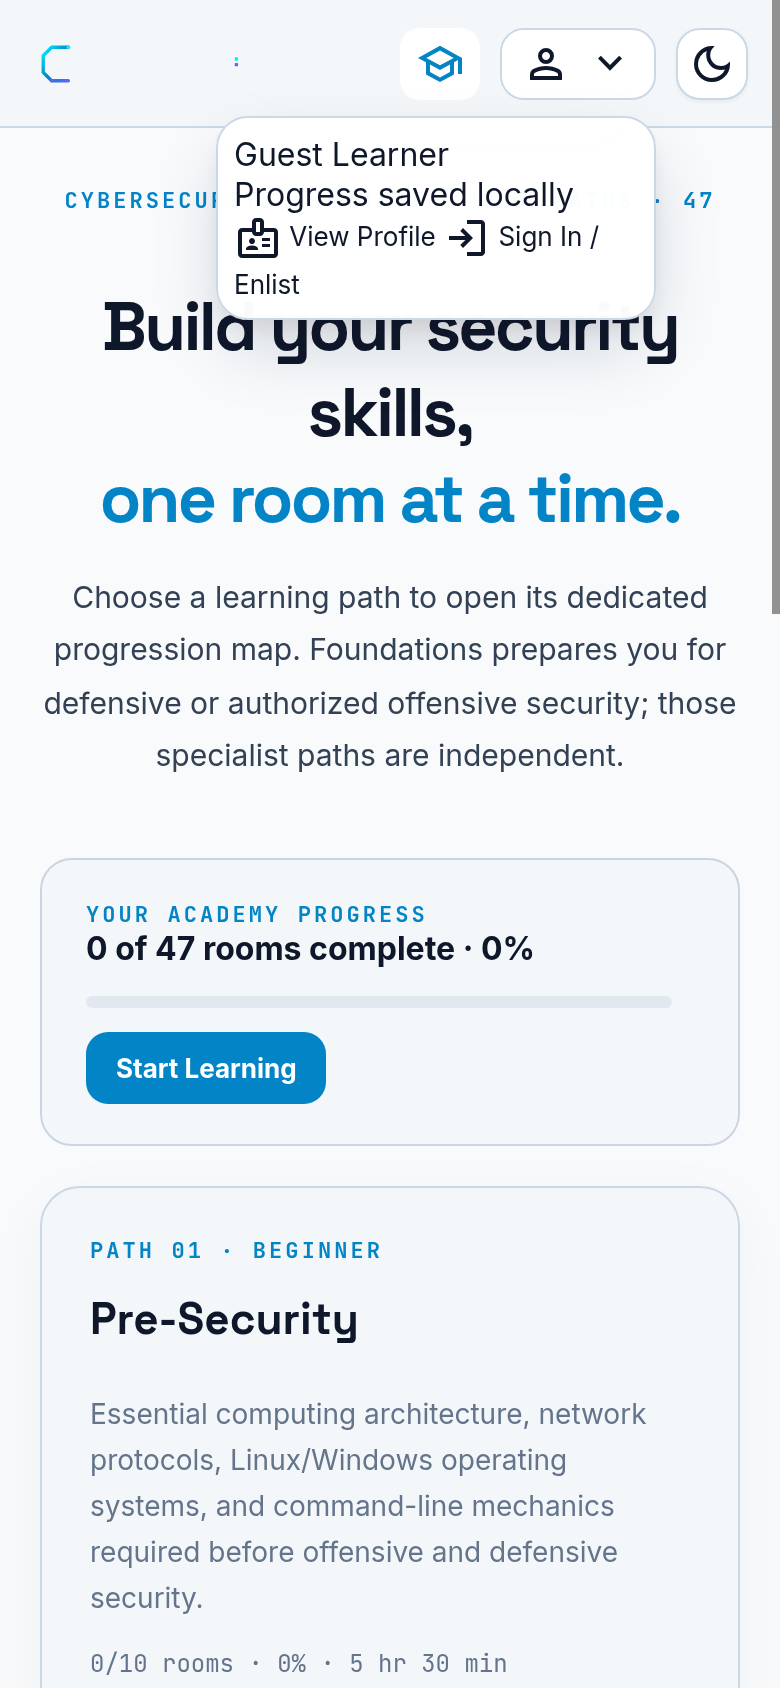 Guest Learner
Progress saved locally
View Profile Sign In /
Enlist
· 47
Build your security
skills,
one room at a time.
Choose a learning path to open its dedicated
progression map. Foundations prepares you for
defensive or authorized offensive security; those
specialist paths are independent.
YOUR ACADEMY PROGRESS
0 of 47 rooms complete · 0%
Start Learning
PATH 01 · BEGINNER
Pre-Security
Essential computing architecture, network
protocols, Linux/Windows operating
systems, and command-line mechanics
required before offensive and defensive
security.
0/10 rooms · 0% · 5 hr 30 min